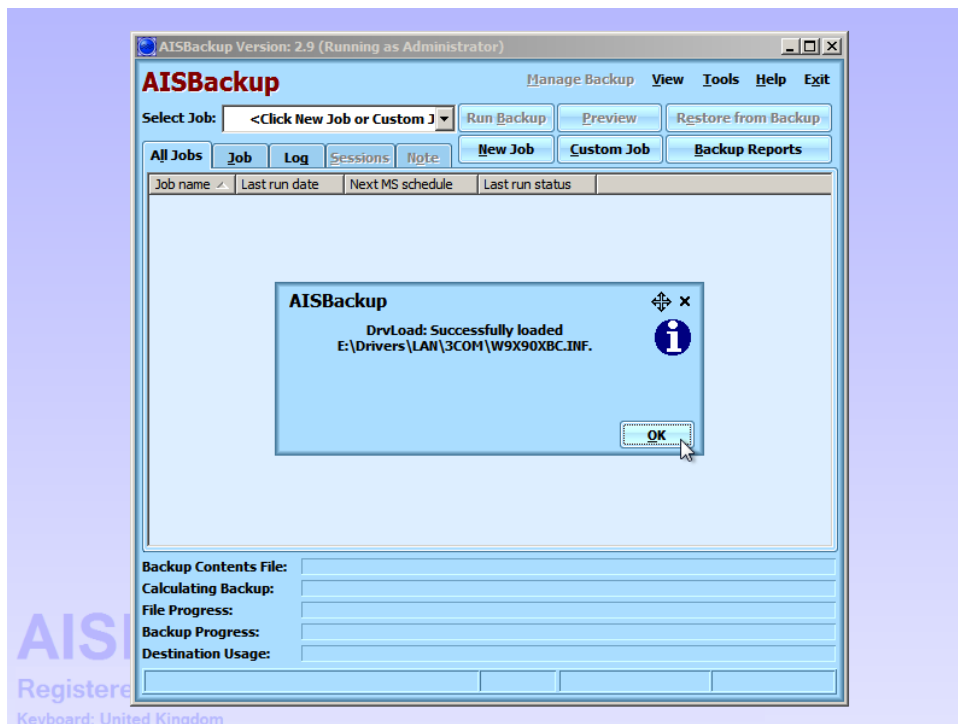 AISBackup Version: 2.9 (Running as Administrator)
AISBackup
Manage Backup View Tools Help Exit
Select Job: <Click New Job or Custom J Run Backup Preview Restore from Backup
All Jobs Job Log Sessions Note New Job Custom Job Backup Reports
Job name Last run date Next MS schedule Last run status
AISBackup
DrvLoad: Successfully loaded
E:\Drivers\LAN\3COM\W9X90XBC.INF.
OK
Backup Contents File:
Calculating Backup:
File Progress:
Backup Progress:
Destination Usage:
AISB
Registere
Keyboard: United Kingdom